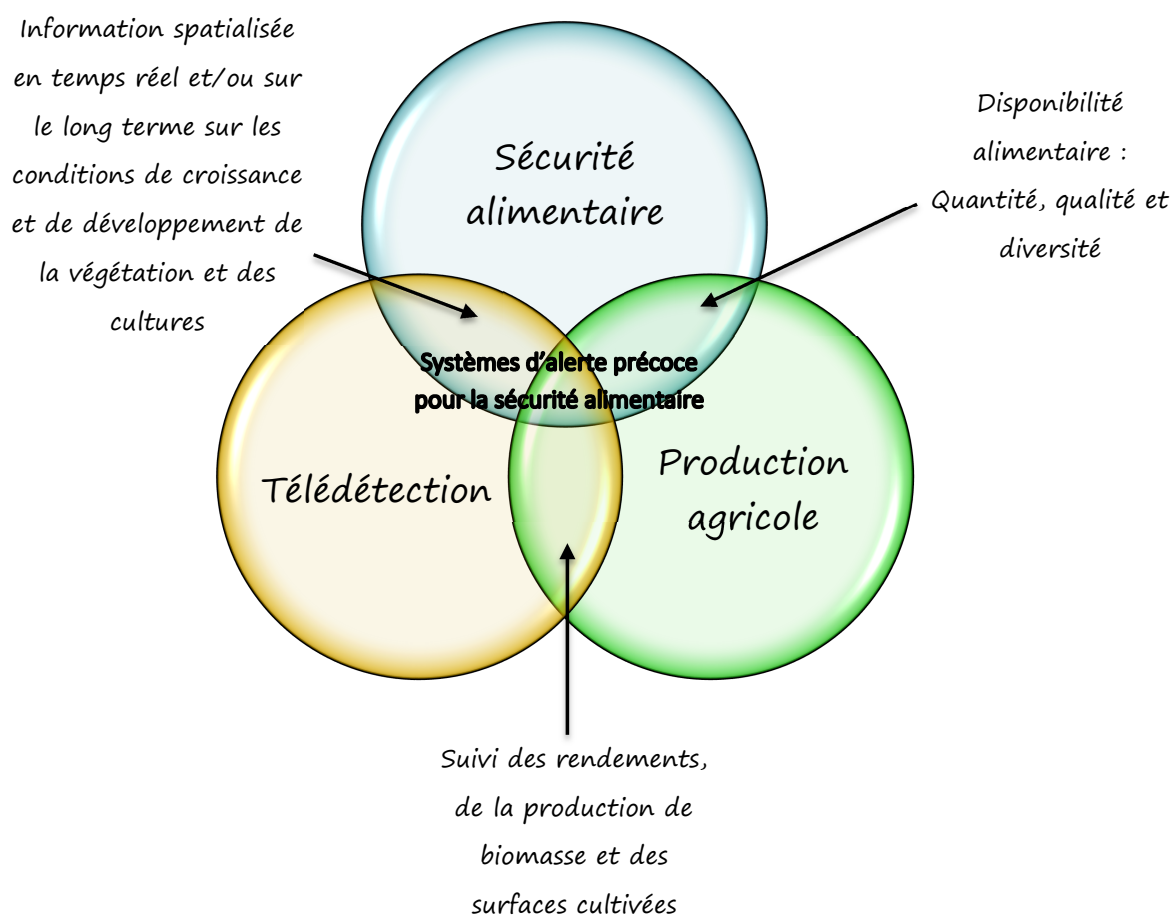 Information spatialisée
en temps réel et/ou sur
le long terme sur les
conditions de croissance
et de développement de
la végétation et des
cultures
Sécurité
alimentaire
Disponibilité
alimentaire :
Quantité, qualité et
diversité
Systèmes d'alerte précoce
pour la sécurité alimentaire
Télédétection
Production
agricole
Suivi des rendements,
de la production de
biomasse et des
surfaces cultivées